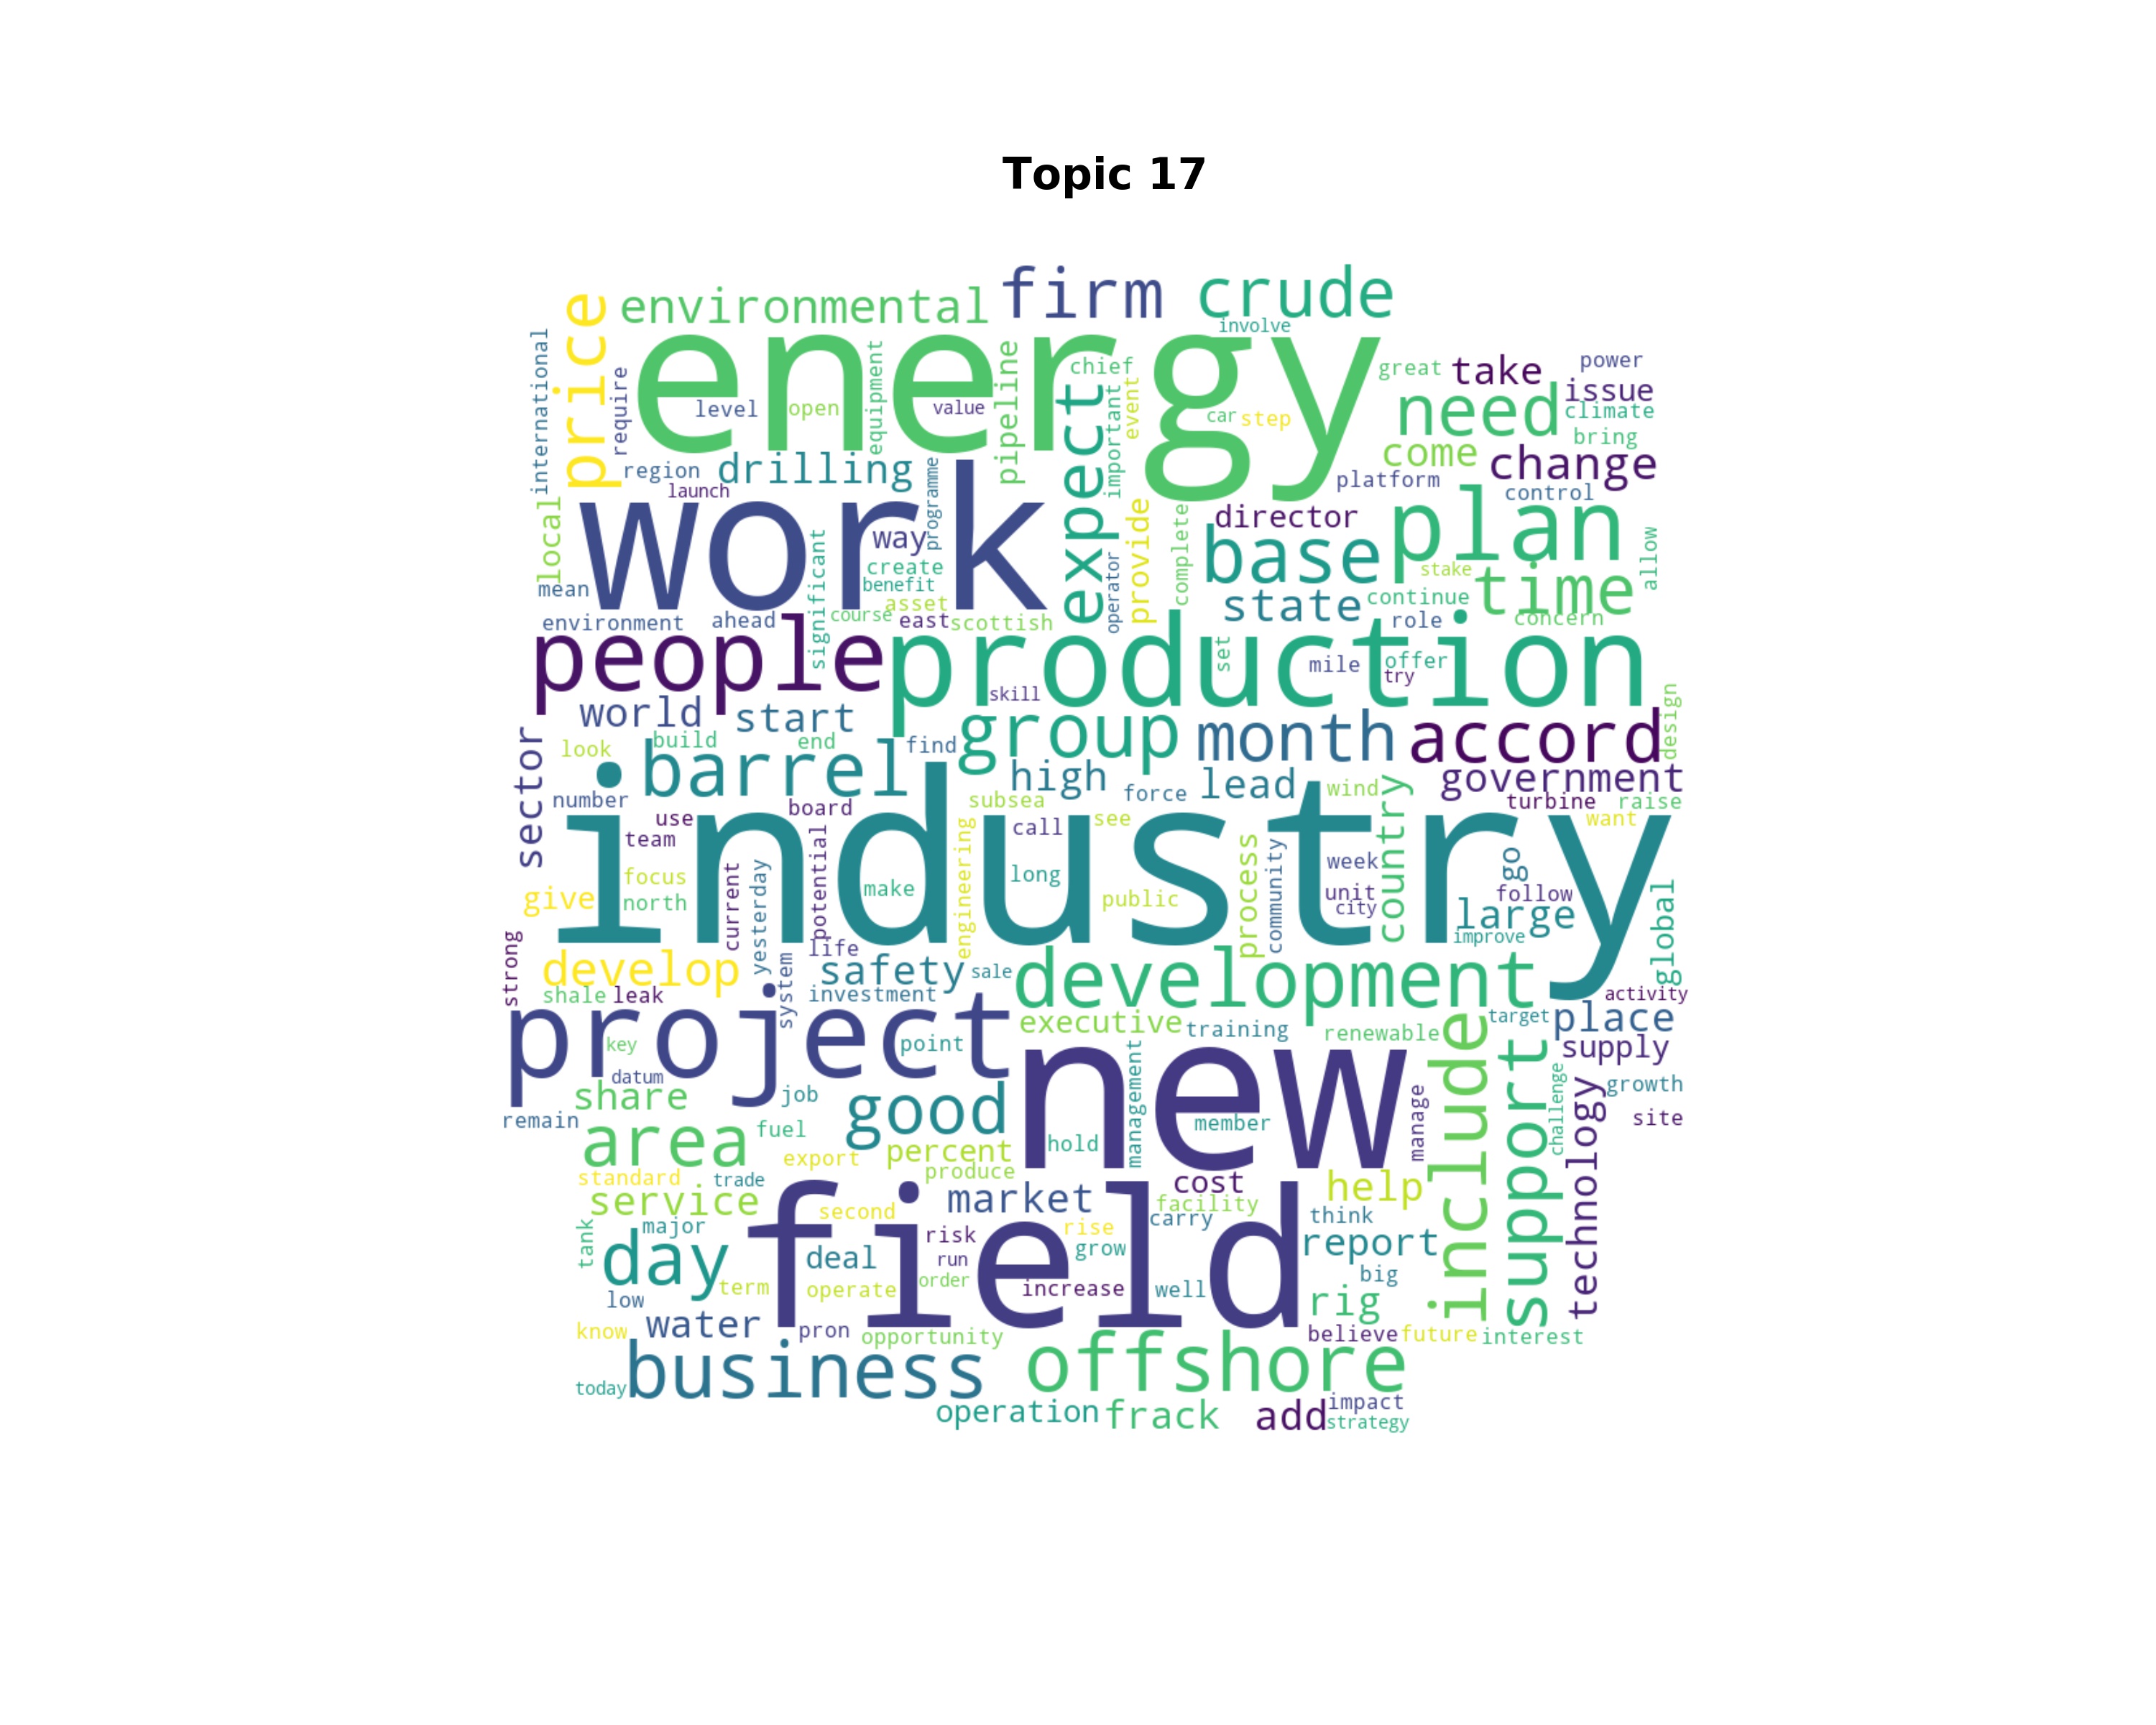 Topic 17
firm crude
environmental
price
involve
energy
international
require
level
open
equipment
value
pipeline
chief
expect
important
event
car
step
great
take
power
issue
need
climate
bring
come
change
region
drilling
launch
programme
platform
control
work
local
way
create
benefit
asset
significant
mean
environment
ahead
course
east
scottish
operator
provide
complete
director
base
plan
stake
time
allow
state
continue
role
concern
people
production
set
mile
offer
try
skill
world
start
group
month
accord
design
sector
look
build
end
find
barrel
high
force
lead
wind
country
government
number
board
subsea
turbine
raise
use
team
call
see
want
industry
engineering
process
community
week
go
focus
north
current
yesterday
potential
make
long
public
unit
city
follow
large
improve
global
give
strong
life
develop
system
safety
sale
development
shale
leak
investment
activity
project
executive
training
renewable
target
place
key
point
supply
datum
new
include
support
challenge
technology
growth
share
job
good
management
member
manage
site
remain
area
fuel
hold
percent
export
produce
standard
trade
cost
help
service
second
market
facility
carry
think
tank
major
field
risk
rise
report
day
deal
run
grow
term
operate
order
increase
well
big
low
rig
know
water
pron
opportunity
believe
future
interest
business
offshore
today
operation
frack
add
impact
strategy